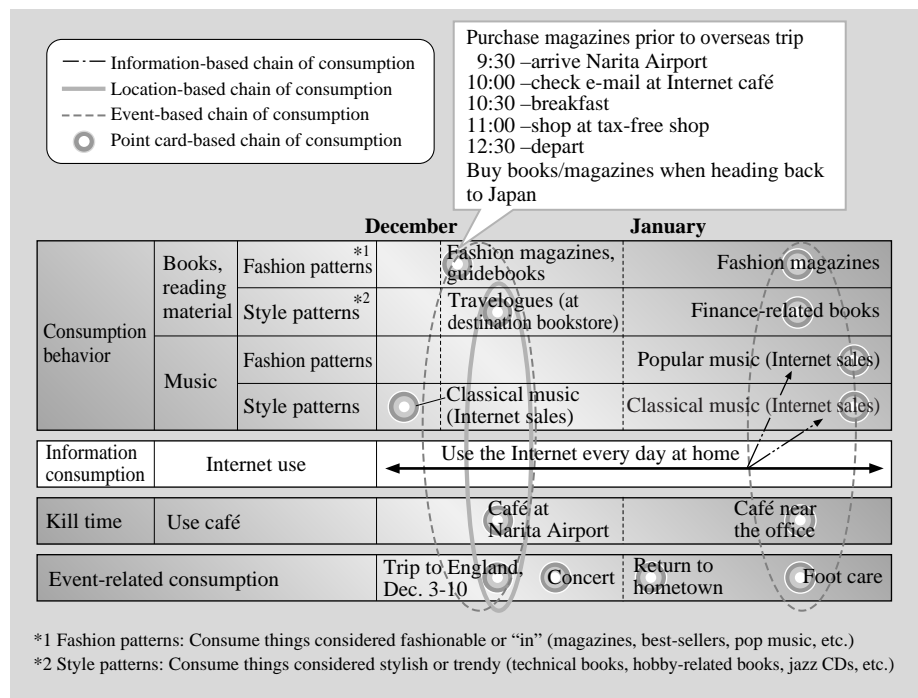 Information-based chain of consumption
Location-based chain of consumption
Event-based chain of consumption
Point card-based chain of consumption
Purchase magazines prior to overseas trip
9:30 –arrive Narita Airport
10:00 –check e-mail at Internet café
10:30 –breakfast
11:00 –shop at tax-free shop
12:30 –depart
Buy books/magazines when heading back
to Japan
December January
Consumption
behavior
Books,
reading
material
Fashion patterns *1
Fashion magazines,
guidebooks
Fashion magazines
Style patterns *2
Travelogues (at
destination bookstore)
Finance-related books
Music
Fashion patterns
Popular music (Internet sales)
Style patterns
Classical music
(Internet sales)
Classical music (Internet sales)
Information
consumption
Internet use
Use the Internet every day at home
Kill time
Use café
Café at
Narita Airport
Café near
the office
Event-related consumption
Trip to England,
Dec. 3-10
Concert
Return to
hometown
Foot care
*1 Fashion patterns: Consume things considered fashionable or “in” (magazines, best-sellers, pop music, etc.)
*2 Style patterns: Consume things considered stylish or trendy (technical books, hobby-related books, jazz CDs, etc.)